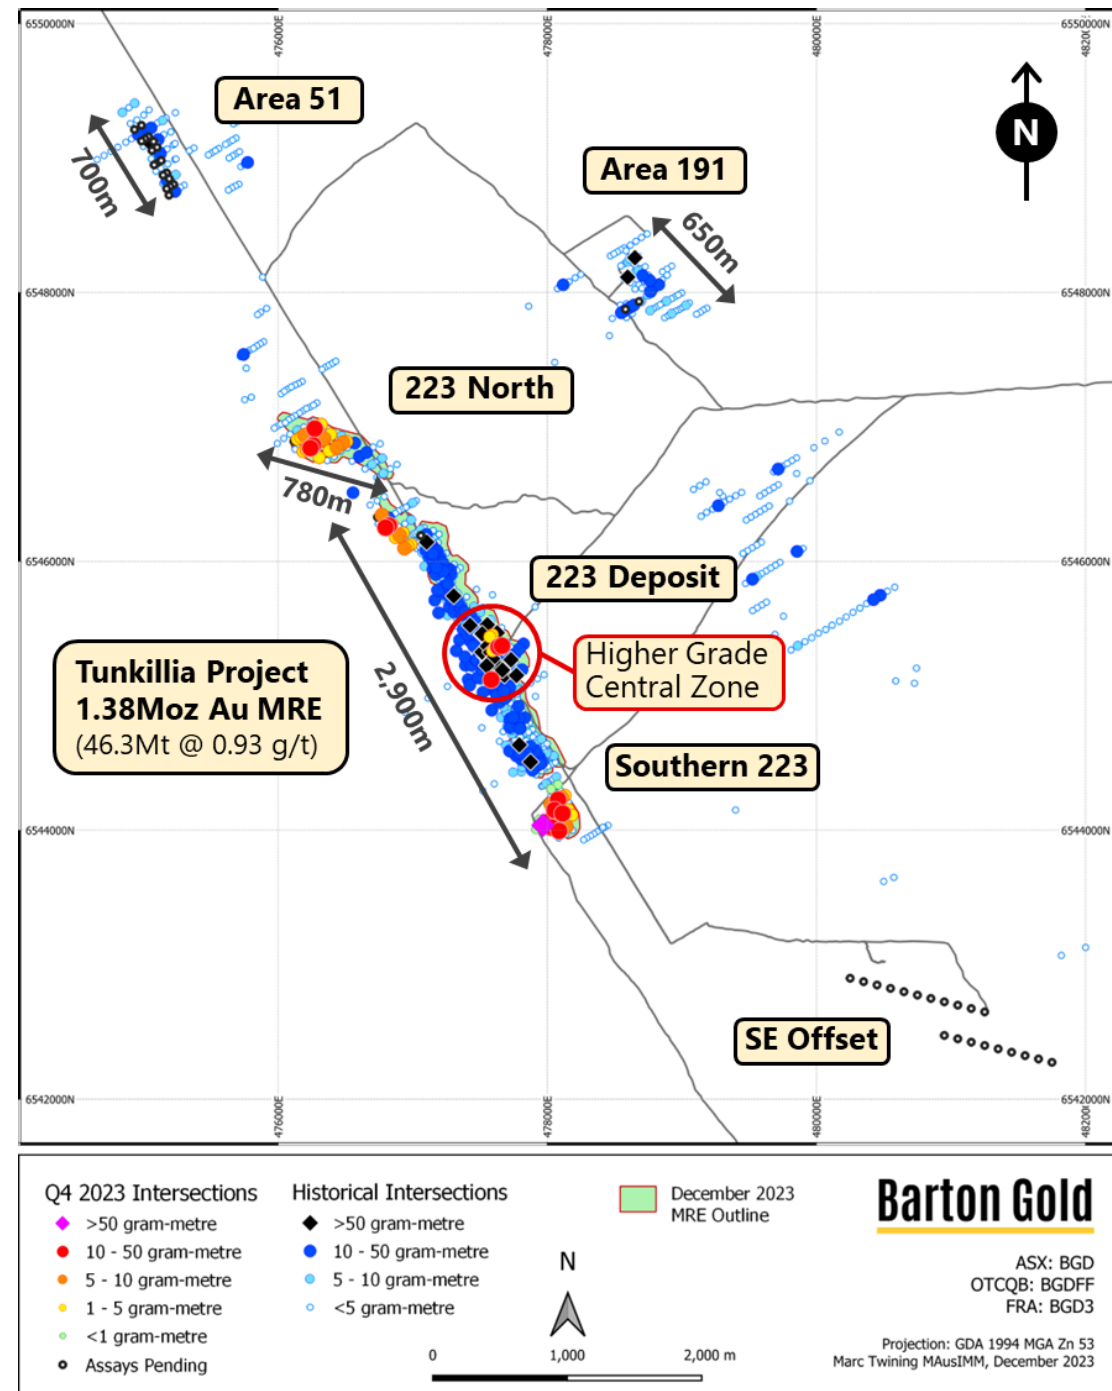 6550000N
476000E
478000E
480000E
6550000N
Area 51
N
700m
Area 191
650m
6548000N
6548000N
223 North
780m
6546000N
6546000N
223 Deposit
Higher Grade
Central Zone
Tunkillia Project
1.38Moz Au MRE
(46.3Mt @ 0.93 g/t)
2,900m
Southern 223
6544000N
6544000N
SE Offset
6542000N
6542000N
476000E
478000E
480000E
Q4 2023 Intersections
>50 gram-metre
10 - 50 gram-metre
5 - 10 gram-metre
1 - 5 gram-metre
<1 gram-metre
Assays Pending
Historical Intersections
>50 gram-metre
10 - 50 gram-metre
5 - 10 gram-metre
<5 gram-metre
December 2023
MRE Outline
N
0 1,000 2,000 m
Barton Gold
ASX: BGD
OTCQB: BGDFF
FRA: BGD3
Projection: GDA 1994 MGA Zn 53
Marc Twining MAusIMM, December 2023